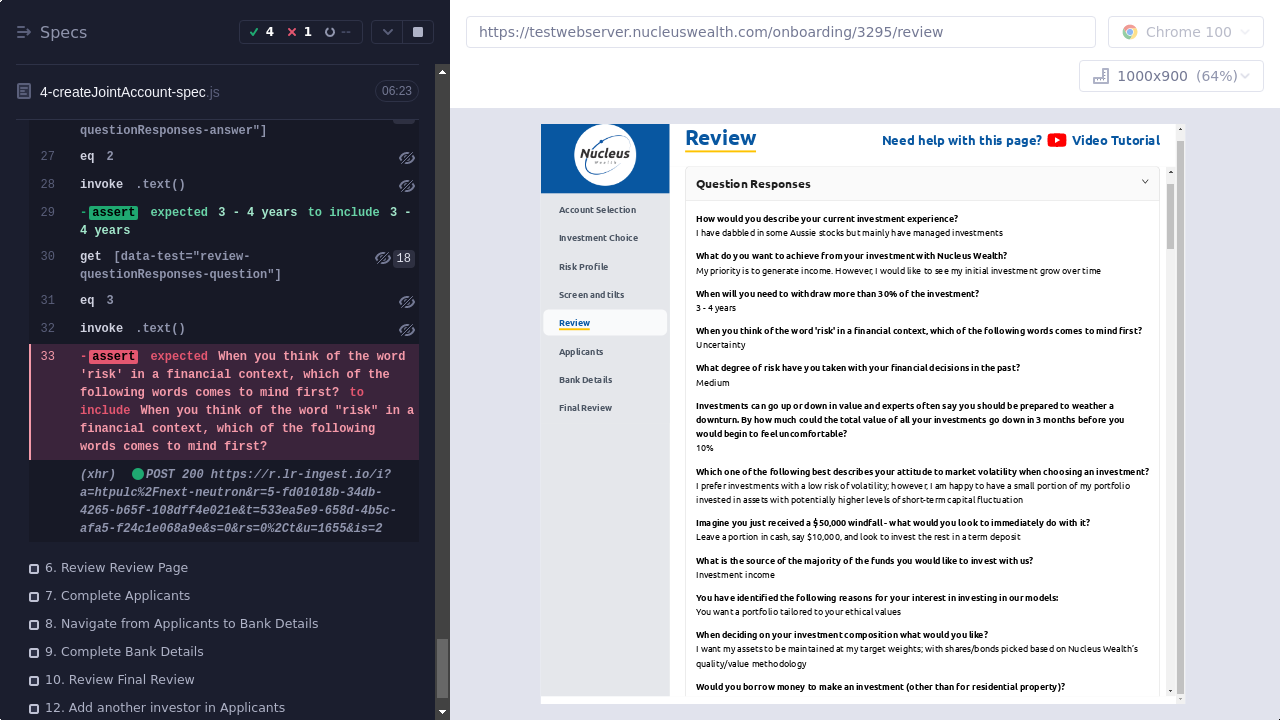 Specs
4
1
--
https://testwebserver.nucleuswealth.com/onboarding/3295/review
Chrome 100
1000x900 (64%)
4-createJointAccount-spec.js
06:23
questionResponses-answer"]
27 eq 2
28 invoke .text()
29 -assert expected 3 - 4 years to include 3 -
4 years
30 get [data-test="review-
questionResponses-question"]
18
31 eq 3
32 invoke .text()
33 -assert expected When you think of the word
'risk' in a financial context, which of the
following words comes to mind first? to
include When you think of the word "risk" in a
financial context, which of the following
words comes to mind first?
(xhr) POST 200 https://r.lr-ingest.io/i?
a=htpulc%2Fnext-neutron&r=5-fd01018b-34db-
4265-b65f-108dff4e021e&t=533ea5e9-658d-4b5c-
afa5-f24c1e068a9e&s=0&rs=0%2Ct&u=1655&is=2
6. Review Review Page
7. Complete Applicants
8. Navigate from Applicants to Bank Details
9. Complete Bank Details
10. Review Final Review
12. Add another investor in Applicants
Nucleus
Wealth
Account Selection
Investment Choice
Risk Profile
Screen and tilts
Review
Applicants
Bank Details
Final Review
Review
Need help with this page? Video Tutorial
Question Responses
How would you describe your current investment experience?
I have dabbled in some Aussie stocks but mainly have managed investments
What do you want to achieve from your investment with Nucleus Wealth?
My priority is to generate income. However, I would like to see my initial investment grow over time
When will you need to withdraw more than 30% of the investment?
3 - 4 years
When you think of the word 'risk' in a financial context, which of the following words comes to mind first?
Uncertainty
What degree of risk have you taken with your financial decisions in the past?
Medium
Investments can go up or down in value and experts often say you should be prepared to weather a
downturn. By how much could the total value of all your investments go down in 3 months before you
would begin to feel uncomfortable?
10%
Which one of the following best describes your attitude to market volatility when choosing an investment?
I prefer investments with a low risk of volatility; however, I am happy to have a small portion of my portfolio
invested in assets with potentially higher levels of short-term capital fluctuation
Imagine you just received a $50,000 windfall - what would you look to immediately do with it?
Leave a portion in cash, say $10,000, and look to invest the rest in a term deposit
What is the source of the majority of the funds you would like to invest with us?
Investment income
You have identified the following reasons for your interest in investing in our models:
You want a portfolio tailored to your ethical values
When deciding on your investment composition what would you like?
I want my assets to be maintained at my target weights; with shares/bonds picked based on Nucleus Wealth's
quality/value methodology
Would you borrow money to make an investment (other than for residential property)?